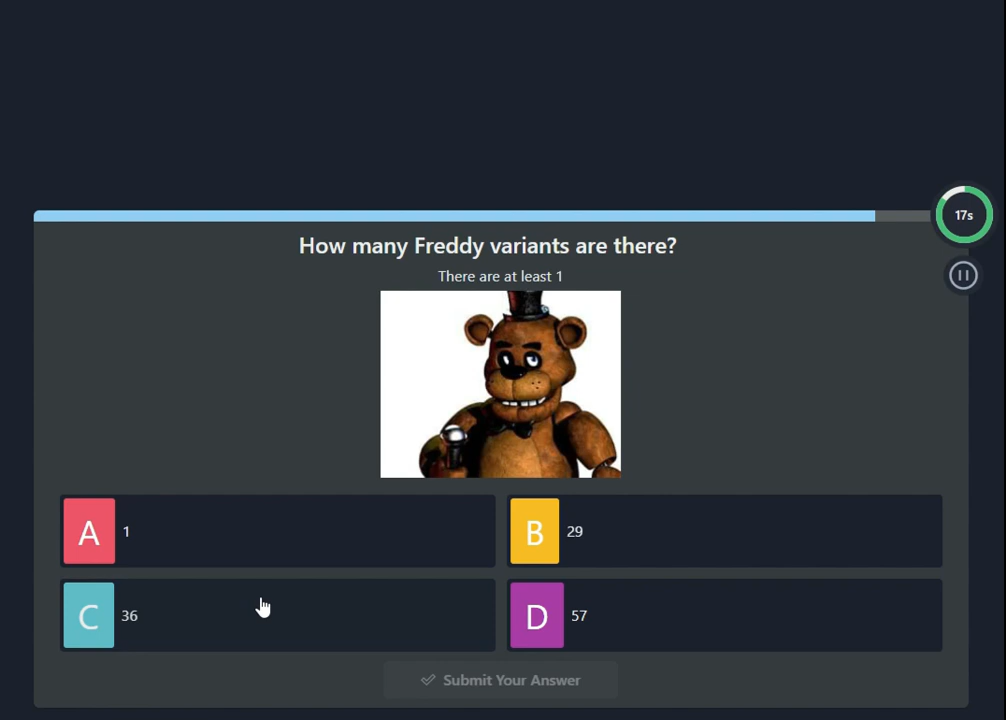 17s
How many Freddy variants are there?
There are at least 1
A 1
B 29
C 36
D 57
Submit Your Answer